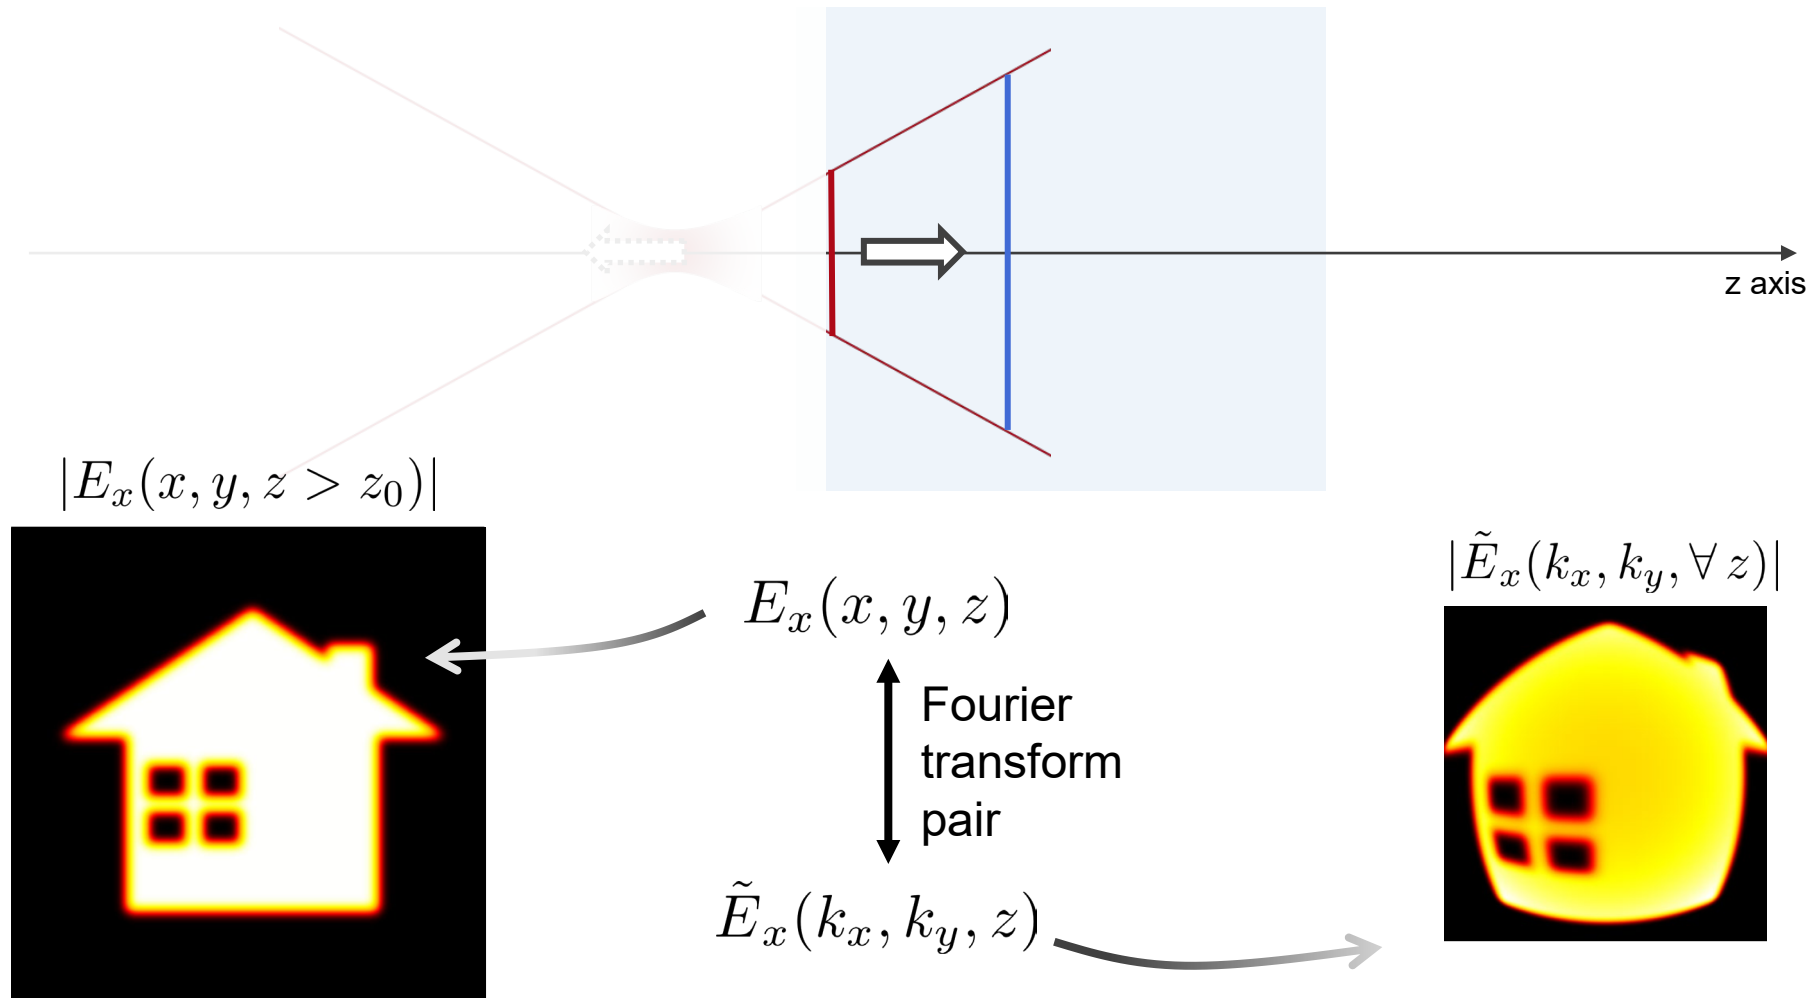 z axis
|E_x(x, y, z > z_0)|
|Ẽ_x(k_x, k_y, ∀ z)|
E_x(x, y, z)
Fourier
transform
pair
Ẽ_x(k_x, k_y, z)